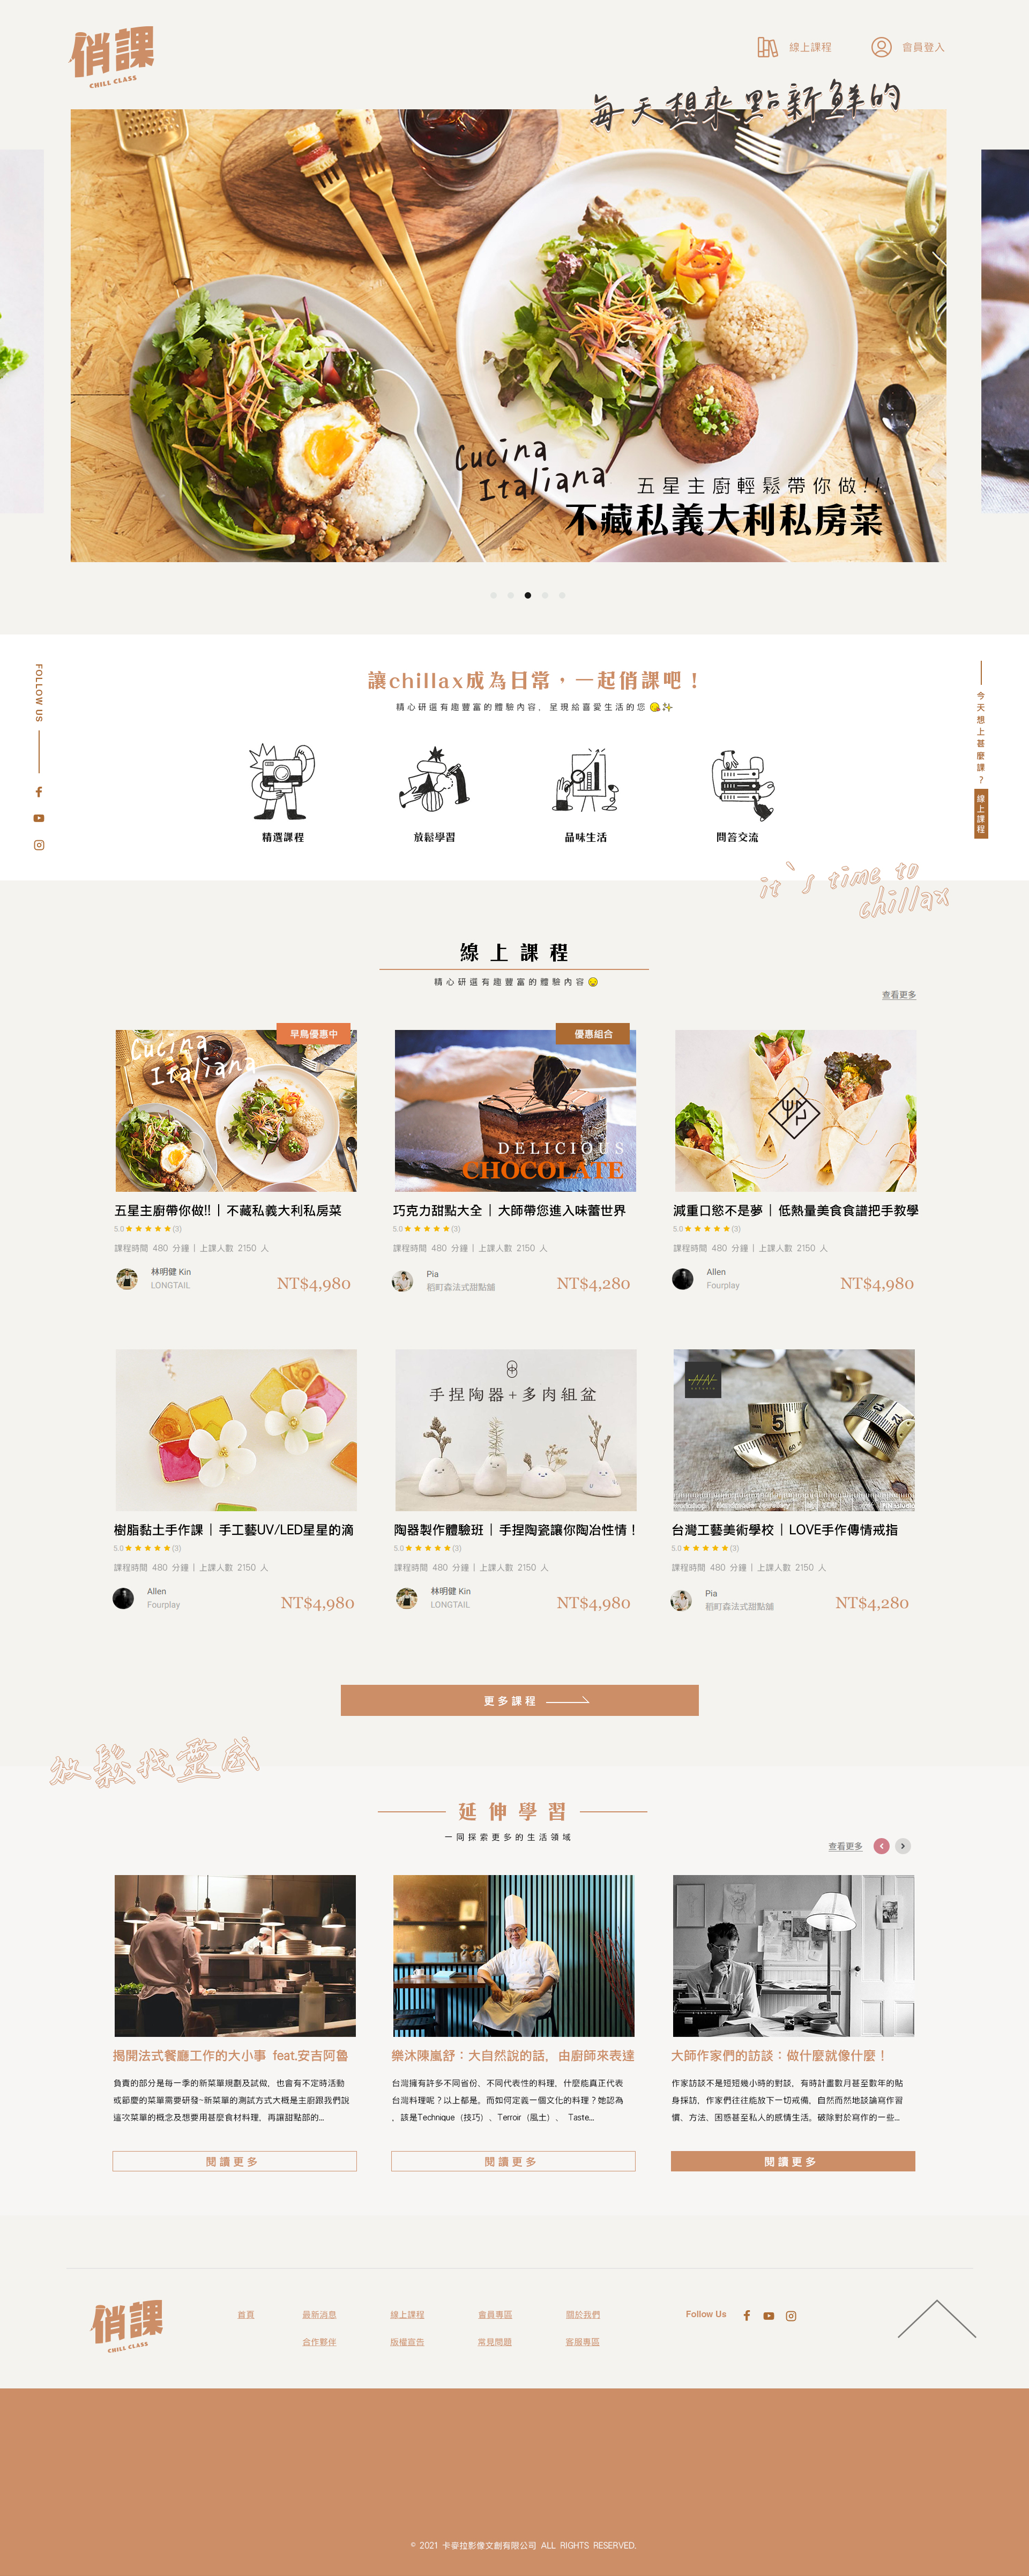 俏課
CHILL CLASS
線上課程
會員登入
每天想來點新鮮的
Cucina
Italiana
五星主廚輕鬆帶你做!!
不藏私義大利私房菜
FOLLOW US
讓chillax成為日常，一起俏課吧！
精心研選有趣豐富的體驗內容，呈現給喜愛生活的您
精選課程
放鬆學習
品味生活
問答交流
今天想上甚麼課？
線上課程
it`s time to
chillax
線上課程
精心研選有趣豐富的體驗內容
查看更多
早鳥優惠中
Cucina
Italiana
五星主廚帶你做!!｜不藏私義大利私房菜
5.0★★★★★(3)
課程時間 480 分鐘 | 上課人數 2150 人
林明健 Kin
LONGTAIL
NT$4,980
優惠組合
DELICIOUS
CHOCOLATE
巧克力甜點大全｜大師帶您進入味蕾世界
5.0★★★★★(3)
課程時間 480 分鐘 | 上課人數 2150 人
Pia
稻町森法式甜點舖
NT$4,280
減重口慾不是夢｜低熱量美食食譜把手教學
5.0★★★★★(3)
課程時間 480 分鐘 | 上課人數 2150 人
Allen
Fourplay
NT$4,980
樹脂黏土手作課｜手工藝UV/LED星星的滴
5.0★★★★★(3)
課程時間 480 分鐘 | 上課人數 2150 人
Allen
Fourplay
NT$4,980
手捏陶器+多肉組盆
陶器製作體驗班｜手捏陶瓷讓你陶冶性情！
5.0★★★★★(3)
課程時間 480 分鐘 | 上課人數 2150 人
林明健 Kin
LONGTAIL
NT$4,980
5
台灣工藝美術學校｜LOVE手作傳情戒指
5.0★★★★★(3)
課程時間 480 分鐘 | 上課人數 2150 人
Pia
稻町森法式甜點舖
NT$4,280
更多課程
放鬆找靈感
延伸學習
一同探索更多的生活領域
查看更多
揭開法式餐廳工作的大小事 feat.安吉阿魯
負責的部分是每一季的新菜單規劃及試做，也會有不定時活動
或節慶的菜單需要研發~新菜單的測試方式大概是主廚跟我們說
這次菜單的概念及想要用甚麼食材料理，再讓甜點部的...
閱讀更多
樂沐陳嵐舒：大自然說的話，由廚師來表達
台灣擁有許多不同省份、不同代表性的料理，什麼能真正代表
台灣料理呢？以上都是。而如何定義一個文化的料理？她認為
，該是Technique（技巧）、Terroir（風土）、 Taste...
閱讀更多
大師作家們的訪談：做什麼就像什麼！
作家訪談不是短短幾小時的對談，有時計畫數月甚至數年的貼
身採訪，作家們往往能放下一切戒備，自然而然地談論寫作習
慣、方法、困惑甚至私人的感情生活。破除對於寫作的一些...
閱讀更多
俏課
CHILL CLASS
首頁
最新消息
線上課程
會員專區
關於我們
合作夥伴
版權宣告
常見問題
客服專區
Follow Us
© 2021 卡麥拉影像文創有限公司 ALL RIGHTS RESERVED.